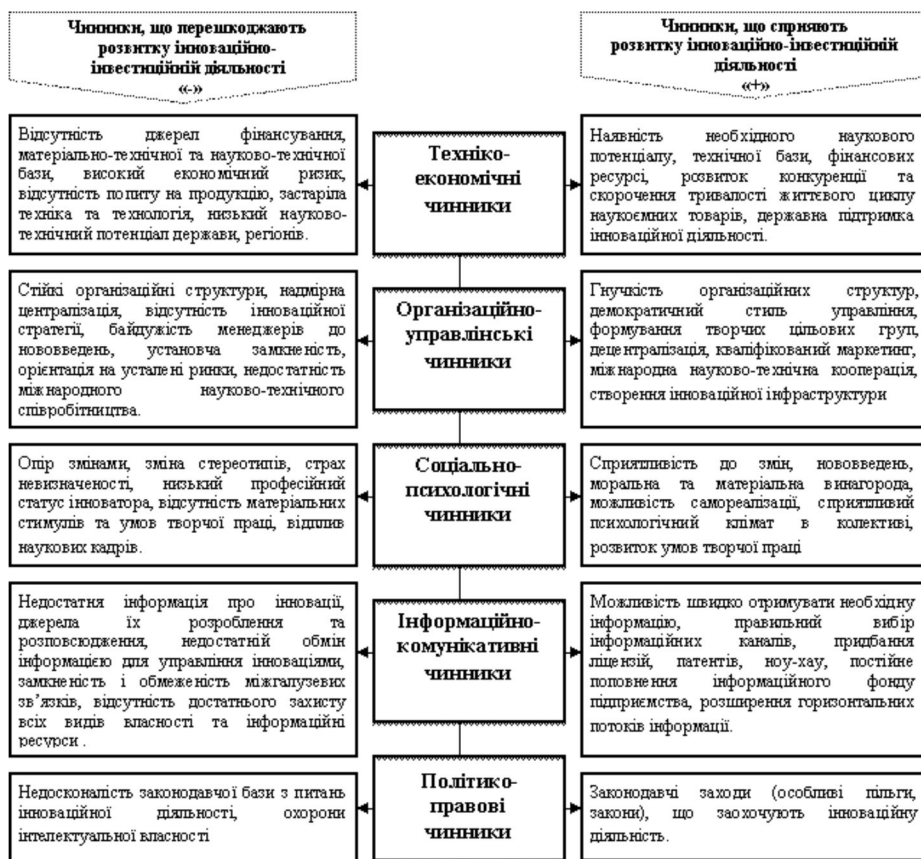 Чинники, що перешкоджають
розвитку інноваційно-
інвестиційній діяльності
«-»
Чинники, що сприяють
розвитку інноваційно-інвестиційній
діяльності
«+»
Відсутність джерел фінансування,
матеріально-технічної та науково-технічної
бази, високий економічний ризик,
відсутність попиту на продукцію, застаріла
техніка та технологія, низький науково-
технічний потенціал держави, регіонів.
Техніко-
економічні
чинники
Наявність необхідного наукового
потенціалу, технічної бази, фінансових
ресурсі, розвиток конкуренції та
скорочення тривалості життєвого циклу
наукоємних товарів, державна підтримка
інноваційної діяльності.
Стійкі організаційні структури, надмірна
централізація, відсутність інноваційної
стратегії, байдужість менеджерів до
нововведень, установча замкненість,
орієнтація на усталені ринки, недостатність
міжнародного науково-технічного
співробітництва.
Організаційно-
управлінські
чинники
Гнучкість організаційних структур,
демократичний стиль управління,
формування творчих цільових груп,
децентралізація, кваліфікований маркетинг,
міжнародна науково-технічна кооперація,
створення інноваційної інфраструктури
Опір змінами, зміна стереотипів, страх
невизначеності, низький професійний
статус інноватора, відсутність матеріальних
стимулів та умов творчої праці, відплив
наукових кадрів.
Соціально-
психологічні
чинники
Сприятливість до змін, нововведень,
моральна та матеріальна винагорода,
можливість самореалізації, сприятливий
психологічний клімат в колективі,
розвиток умов творчої праці
Недостатня інформація про інновації,
джерела їх розроблення та
розповсюдження, недостатній обмін
інформацією для управління інноваціями,
замкненість і обмеженість міжгалузевих
зв’язків, відсутність достатнього захисту
всіх видів власності та інформаційні
ресурси .
Інформаційно-
комунікативні
чинники
Можливість швидко отримувати необхідну
інформацію, правильний вибір
інформаційних каналів, придбання
ліцензій, патентів, ноу-хау, постійне
поповнення інформаційного фонду
підприємства, розширення горизонтальних
потоків інформації.
Недосконалість законодавчої бази з питань
інноваційної діяльності, охорони
інтелектуальної власності
Політико-
правові
чинники
Законодавчі заходи (особливі пільги,
закони), що заохочують інноваційну
діяльність.